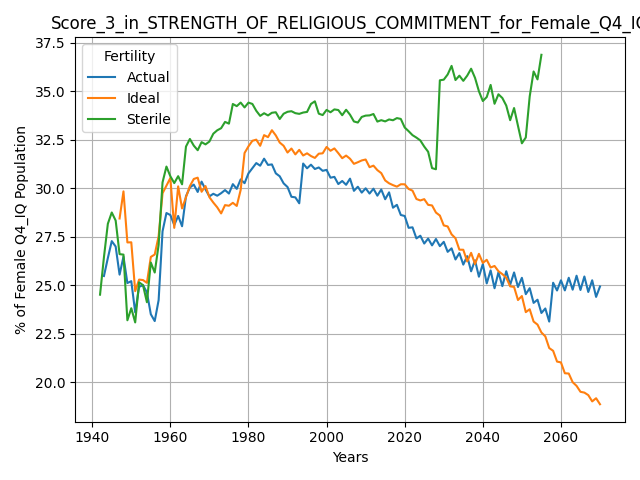 Score_3_in_STRENGTH_OF_RELIGIOUS_COMMITMENT_for_Female_Q4_IQ
37.5
35.0
32.5
30.0
27.5
25.0
22.5
20.0
% of Female Q4_IQ Population
Fertility
Actual
Ideal
Sterile
1940 1960 1980 2000 2020 2040 2060
Years